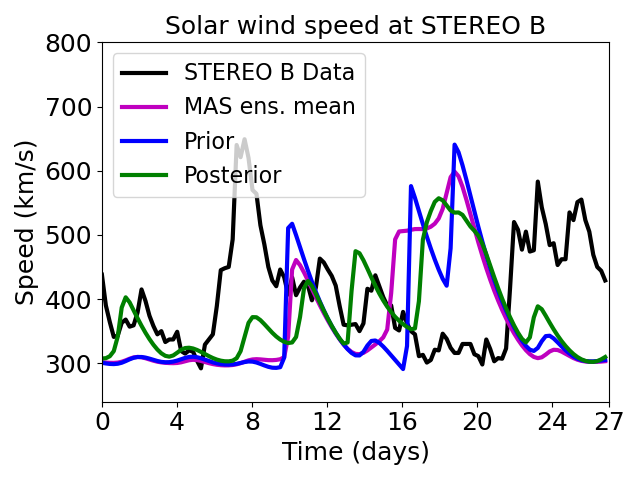 Solar wind speed at STEREO B
800
700
600
500
400
300
Speed (km/s)
STEREO B Data
MAS ens. mean
Prior
Posterior
0 4 8 12 16 20 24 27
Time (days)